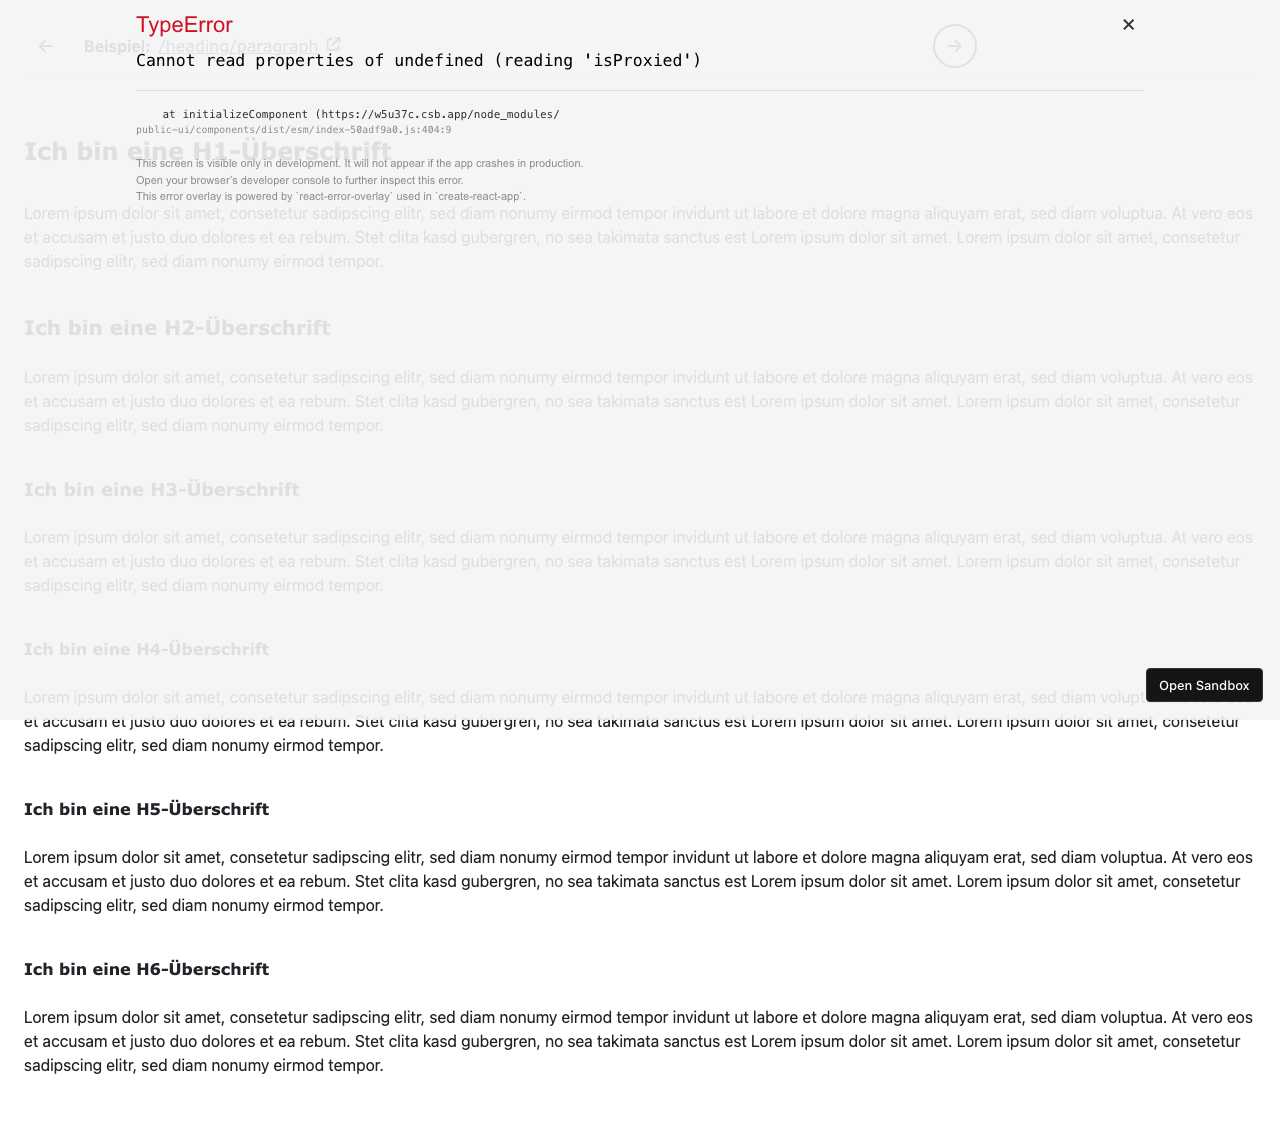 TypeError
Beispiel: /heading/paragraph
Cannot read properties of undefined (reading 'isProxied')
at initializeComponent (https://w5u37c.csb.app/node_modules/
public-ui/components/dist/esm/index-50adf9a0.js:404:9
Ich bin eine H1-Überschrift
This screen is visible only in development. It will not appear if the app crashes in production.
Open your browser’s developer console to further inspect this error.
This error overlay is powered by `react-error-overlay` used in `create-react-app`.
Lorem ipsum dolor sit amet, consetetur sadipscing elitr, sed diam nonumy eirmod tempor invidunt ut labore et dolore magna aliquyam erat, sed diam voluptua. At vero eos
et accusam et justo duo dolores et ea rebum. Stet clita kasd gubergren, no sea takimata sanctus est Lorem ipsum dolor sit amet. Lorem ipsum dolor sit amet, consetetur
sadipscing elitr, sed diam nonumy eirmod tempor.
Ich bin eine H2-Überschrift
Lorem ipsum dolor sit amet, consetetur sadipscing elitr, sed diam nonumy eirmod tempor invidunt ut labore et dolore magna aliquyam erat, sed diam voluptua. At vero eos
et accusam et justo duo dolores et ea rebum. Stet clita kasd gubergren, no sea takimata sanctus est Lorem ipsum dolor sit amet. Lorem ipsum dolor sit amet, consetetur
sadipscing elitr, sed diam nonumy eirmod tempor.
Ich bin eine H3-Überschrift
Lorem ipsum dolor sit amet, consetetur sadipscing elitr, sed diam nonumy eirmod tempor invidunt ut labore et dolore magna aliquyam erat, sed diam voluptua. At vero eos
et accusam et justo duo dolores et ea rebum. Stet clita kasd gubergren, no sea takimata sanctus est Lorem ipsum dolor sit amet. Lorem ipsum dolor sit amet, consetetur
sadipscing elitr, sed diam nonumy eirmod tempor.
Ich bin eine H4-Überschrift
Open Sandbox
Lorem ipsum dolor sit amet, consetetur sadipscing elitr, sed diam nonumy eirmod tempor invidunt ut labore et dolore magna aliquyam erat, sed diam
et accusam et justo duo dolores et ea rebum. Stet clita kasd gubergren, no sea takimata sanctus est Lorem ipsum dolor sit amet. Lorem ipsum dolor sit amet, consetetur
sadipscing elitr, sed diam nonumy eirmod tempor.
Ich bin eine H5-Überschrift
Lorem ipsum dolor sit amet, consetetur sadipscing elitr, sed diam nonumy eirmod tempor invidunt ut labore et dolore magna aliquyam erat, sed diam voluptua. At vero eos
et accusam et justo duo dolores et ea rebum. Stet clita kasd gubergren, no sea takimata sanctus est Lorem ipsum dolor sit amet. Lorem ipsum dolor sit amet, consetetur
sadipscing elitr, sed diam nonumy eirmod tempor.
Ich bin eine H6-Überschrift
Lorem ipsum dolor sit amet, consetetur sadipscing elitr, sed diam nonumy eirmod tempor invidunt ut labore et dolore magna aliquyam erat, sed diam voluptua. At vero eos
et accusam et justo duo dolores et ea rebum. Stet clita kasd gubergren, no sea takimata sanctus est Lorem ipsum dolor sit amet. Lorem ipsum dolor sit amet, consetetur
sadipscing elitr, sed diam nonumy eirmod tempor.